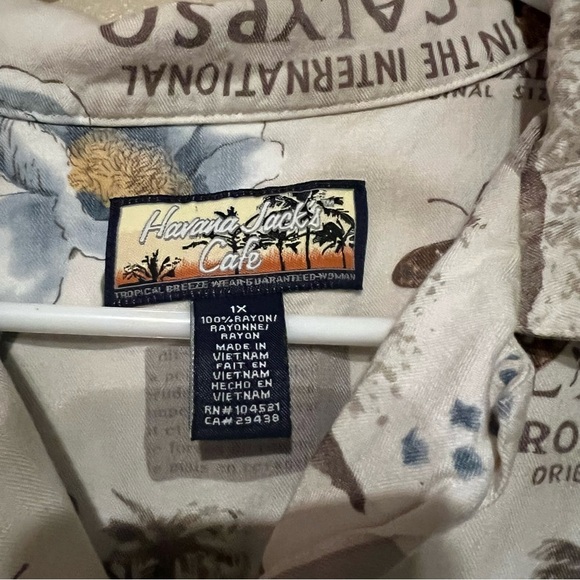 CALYPSO
IN THE INTERNATIONAL
Havana Jack's
Cafe
TROPICAL BREEZE WEAR-GUARANTEED-WOMAN
1X
100% RAYON/
RAYONNE/
RAYON
MADE IN
VIETNAM
FAIT EN
VIETNAM
HECHO EN
VIETNAM
RN# 104521
CA# 29438
RO
ORIG